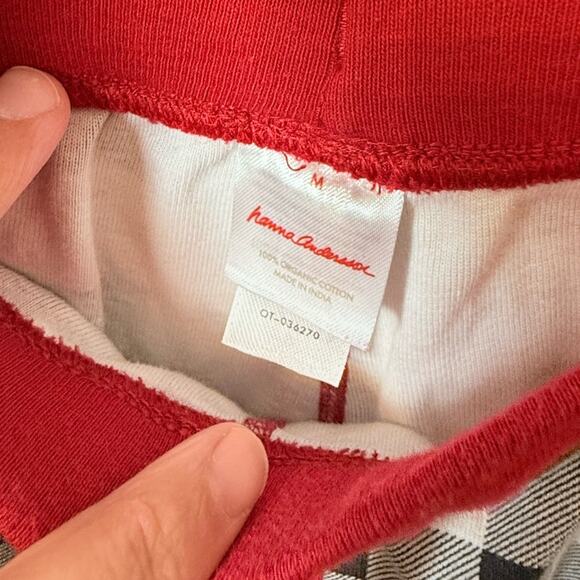 M
hanna andersson
100% ORGANIC COTTON
MADE IN INDIA
OT-036270